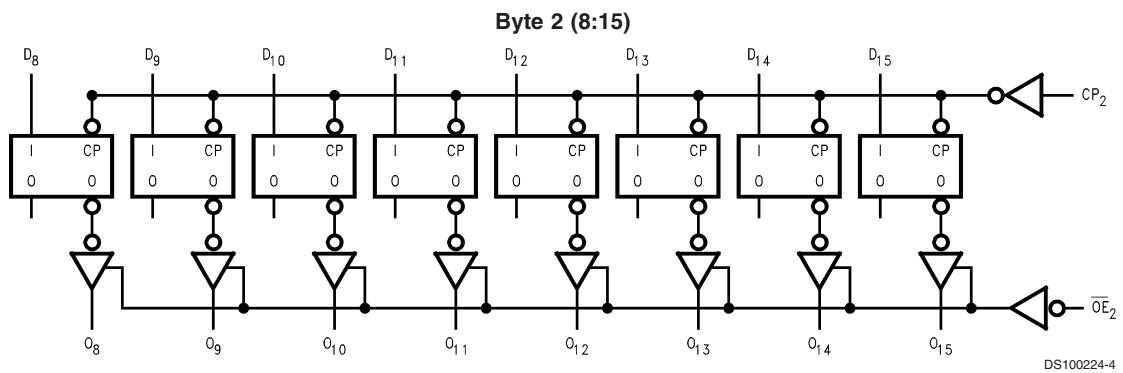 Byte 2 (8:15)
D8 D9 D10 D11 D12 D13 D14 D15
CP2
I CP I CP I CP I CP I CP I CP I CP I CP
O O O O O O O O O O O O O O O O
OE2
O8 O9 O10 O11 O12 O13 O14 O15
DS100224-4